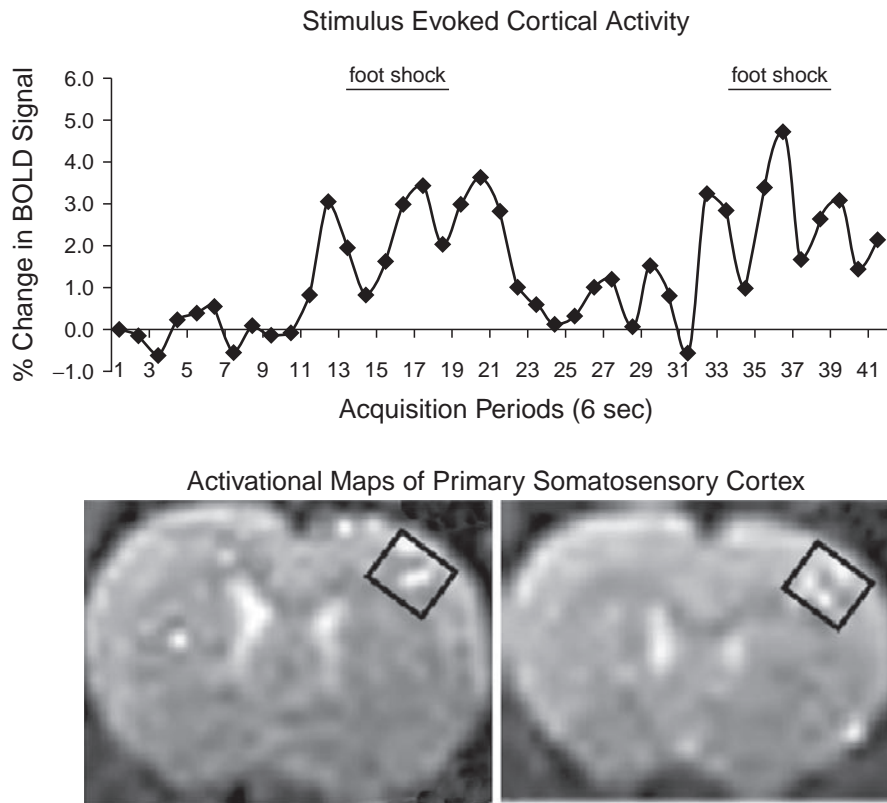 Stimulus Evoked Cortical Activity
foot shock foot shock
% Change in BOLD Signal
6.0
5.0
4.0
3.0
2.0
1.0
0.0
–1.0
1 3 5 7 9 11 13 15 17 19 21 23 25 27 29 31 33 35 37 39 41
Acquisition Periods (6 sec)
Activational Maps of Primary Somatosensory Cortex